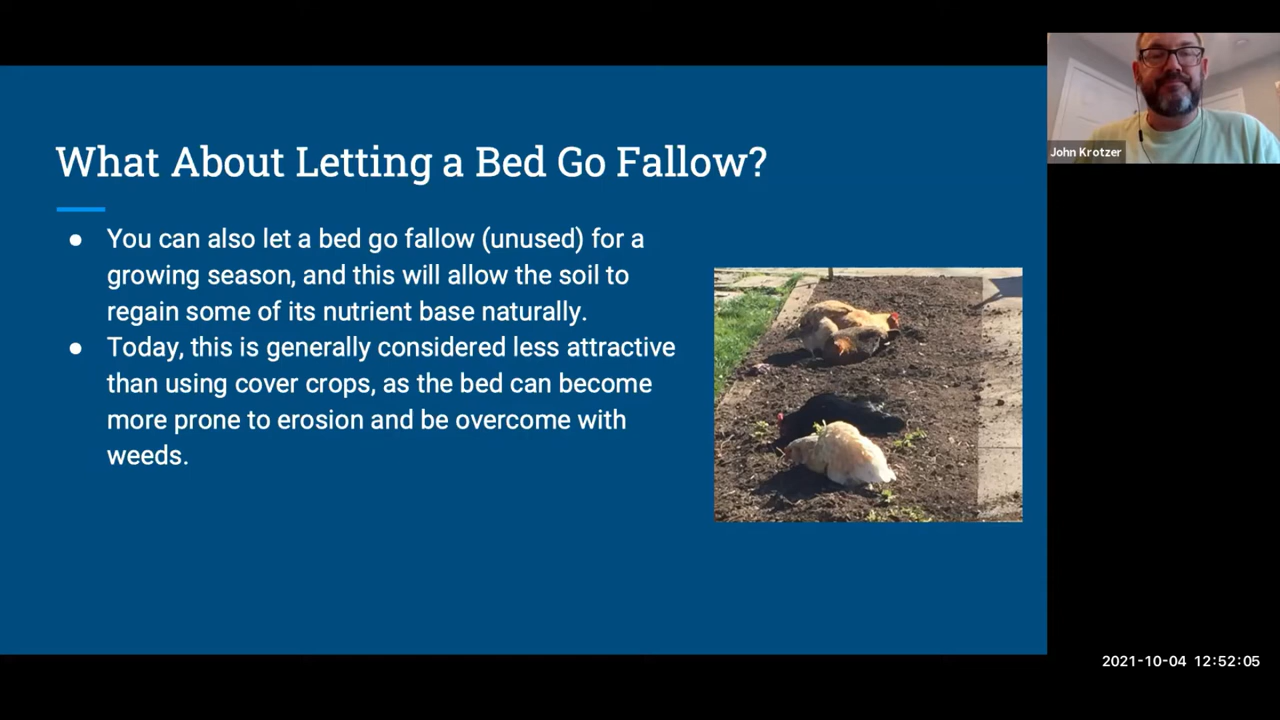 What About Letting a Bed Go Fallow?
● You can also let a bed go fallow (unused) for a
growing season, and this will allow the soil to
regain some of its nutrient base naturally.
● Today, this is generally considered less attractive
than using cover crops, as the bed can become
more prone to erosion and be overcome with
weeds.
John Krotzer
2021-10-04 12:52:05